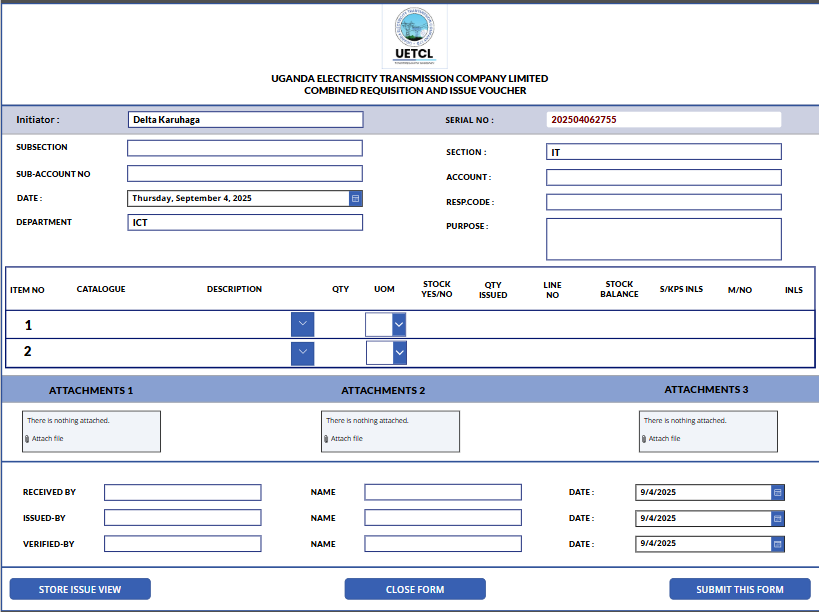 UETCL
UGANDA ELECTRICITY TRANSMISSION COMPANY LIMITED
COMBINED REQUISITION AND ISSUE VOUCHER
Initiator : Delta Karuhaga SERIAL NO : 202504062755
SUBSECTION SECTION : IT
SUB-ACCOUNT NO ACCOUNT :
DATE : Thursday, September 4, 2025 RESP.CODE :
DEPARTMENT ICT PURPOSE :
ITEM NO CATALOGUE DESCRIPTION QTY UOM STOCK YES/NO QTY ISSUED LINE NO STOCK BALANCE S/KPS INLS M/NO INLS
1
2
ATTACHMENTS 1 ATTACHMENTS 2 ATTACHMENTS 3
There is nothing attached. There is nothing attached. There is nothing attached.
Attach file Attach file Attach file
RECEIVED BY NAME DATE : 9/4/2025
ISSUED-BY NAME DATE : 9/4/2025
VERIFIED-BY NAME DATE : 9/4/2025
STORE ISSUE VIEW CLOSE FORM SUBMIT THIS FORM